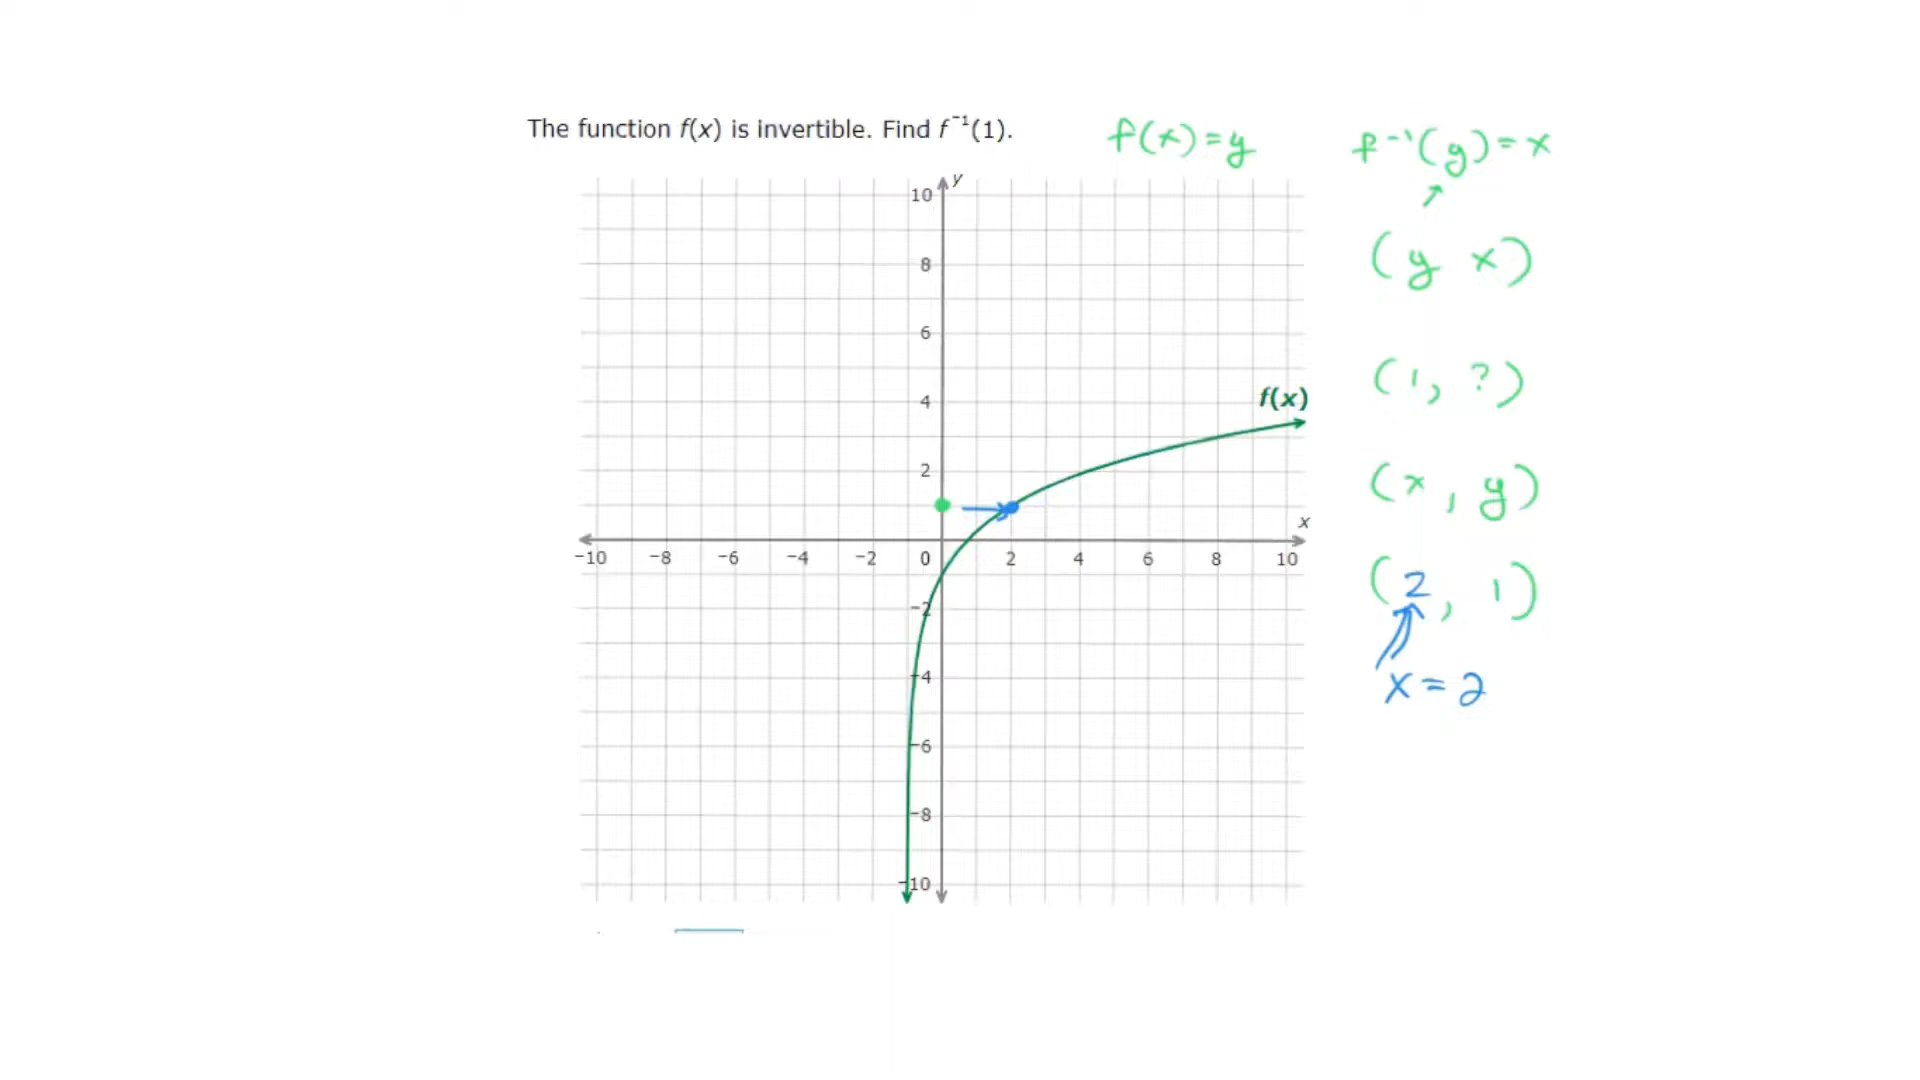 The function f(x) is invertible. Find f⁻¹(1).
f(x)=y
f⁻¹(y)=x
(y x)
(1, ?)
(x, y)
(2, 1)
x=2
y
10
8
6
4
2
f(x)
x
-10 -8 -6 -4 -2 0 2 4 6 8 10
-2
-4
-6
-8
-10